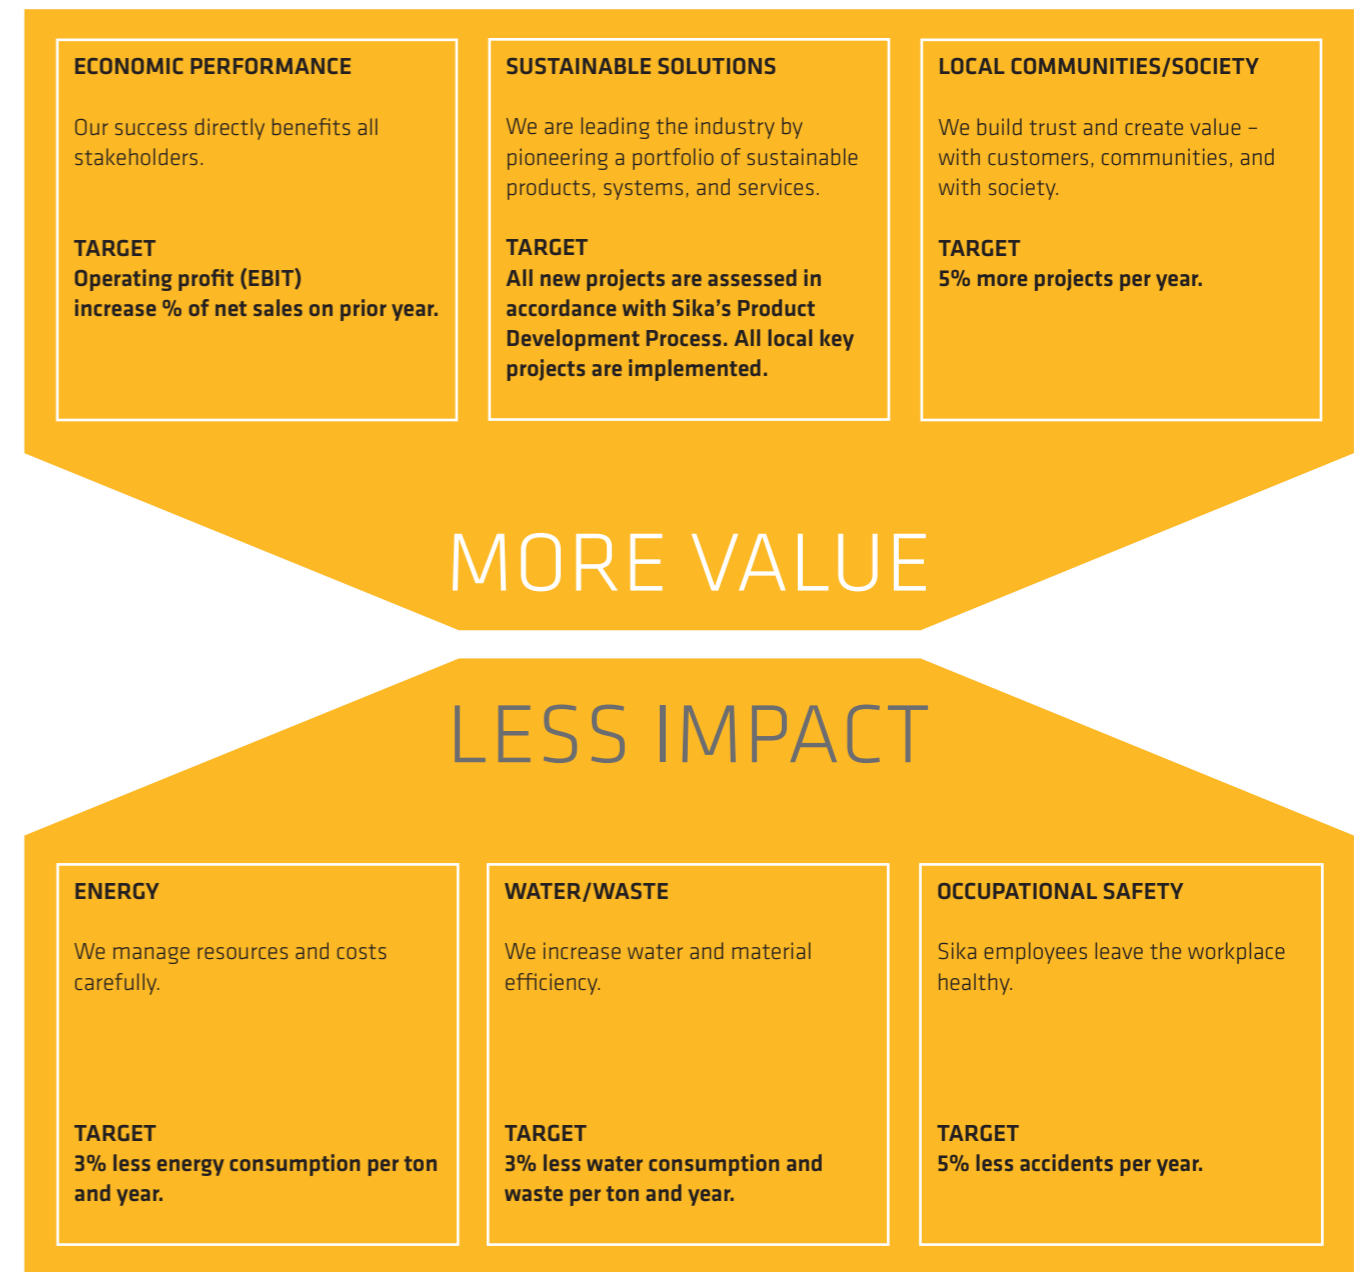 ECONOMIC PERFORMANCE
Our success directly benefits all
stakeholders.
TARGET
Operating profit (EBIT)
increase % of net sales on prior year.
SUSTAINABLE SOLUTIONS
We are leading the industry by
pioneering a portfolio of sustainable
products, systems, and services.
TARGET
All new projects are assessed in
accordance with Sika's Product
Development Process. All local key
projects are implemented.
LOCAL COMMUNITIES/SOCIETY
We build trust and create value –
with customers, communities, and
with society.
TARGET
5% more projects per year.
MORE VALUE
LESS IMPACT
ENERGY
We manage resources and costs
carefully.
TARGET
3% less energy consumption per ton
and year.
WATER/WASTE
We increase water and material
efficiency.
TARGET
3% less water consumption and
waste per ton and year.
OCCUPATIONAL SAFETY
Sika employees leave the workplace
healthy.
TARGET
5% less accidents per year.